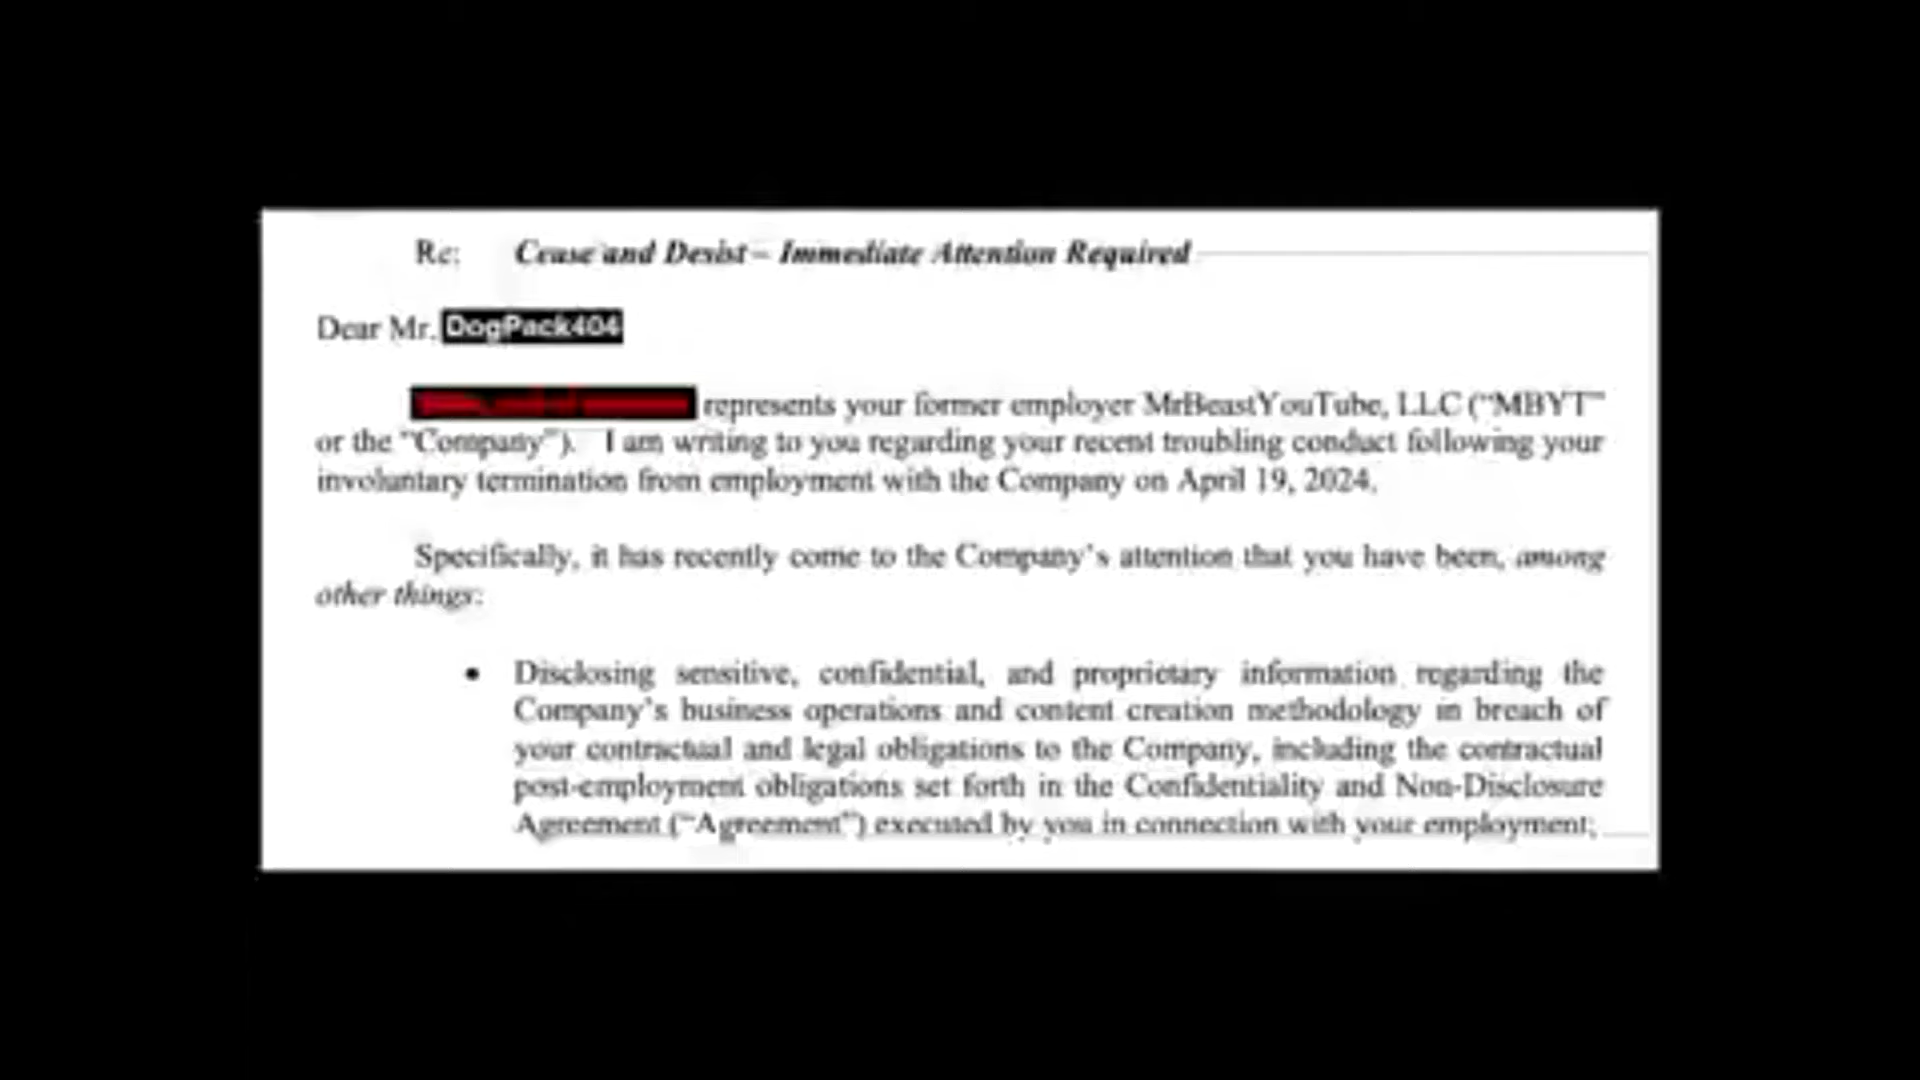 Re: Cease and Desist – Immediate Attention Required
Dear Mr. DogPack404
represents your former employer MrBeastYouTube, LLC (“MBYT”
or the “Company”). I am writing to you regarding your recent troubling conduct following your
involuntary termination from employment with the Company on April 19, 2024.
Specifically, it has recently come to the Company’s attention that you have been, among
other things:
• Disclosing sensitive, confidential, and proprietary information regarding the
Company’s business operations and content creation methodology in breach of
your contractual and legal obligations to the Company, including the contractual
post-employment obligations set forth in the Confidentiality and Non-Disclosure
Agreement (“Agreement”) executed by you in connection with your employment;